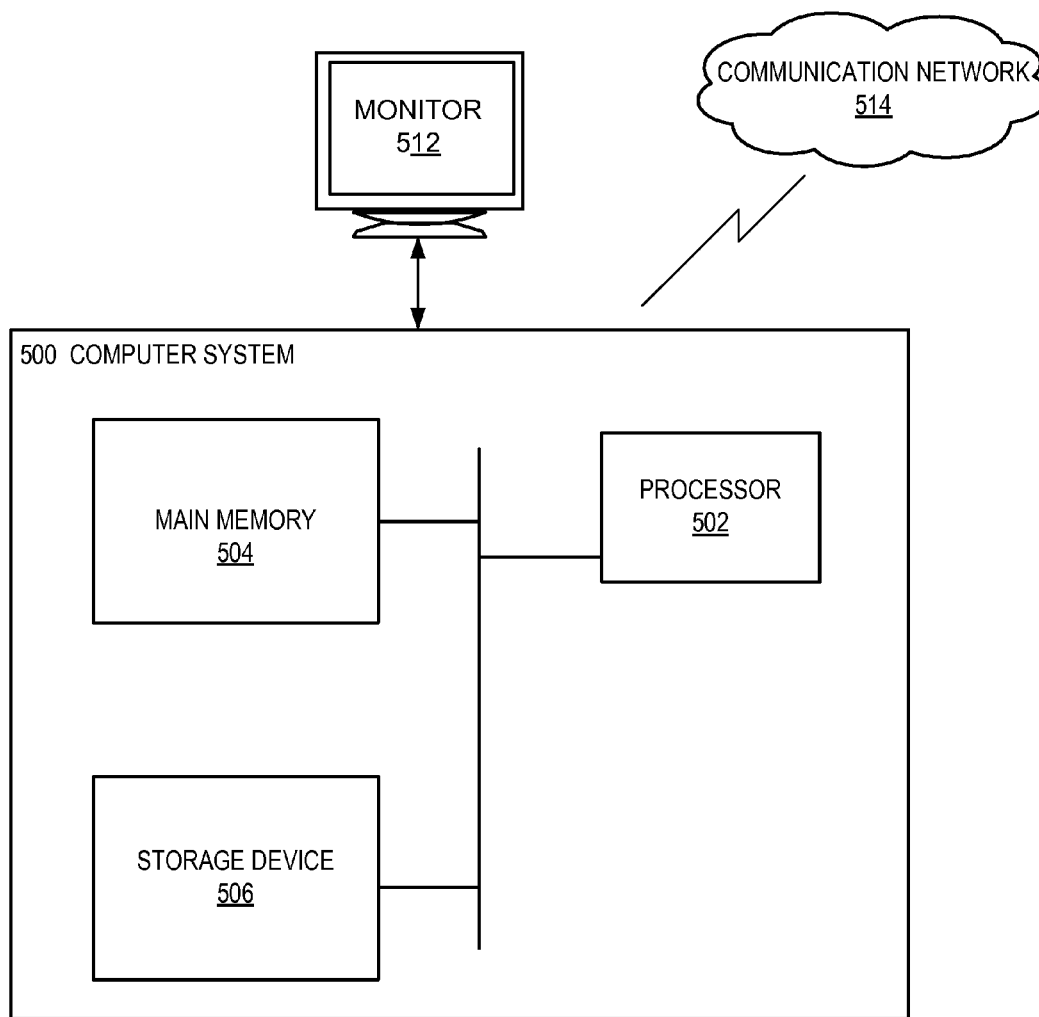 COMMUNICATION NETWORK
514
MONITOR
512
500 COMPUTER SYSTEM
PROCESSOR
502
MAIN MEMORY
504
STORAGE DEVICE
506